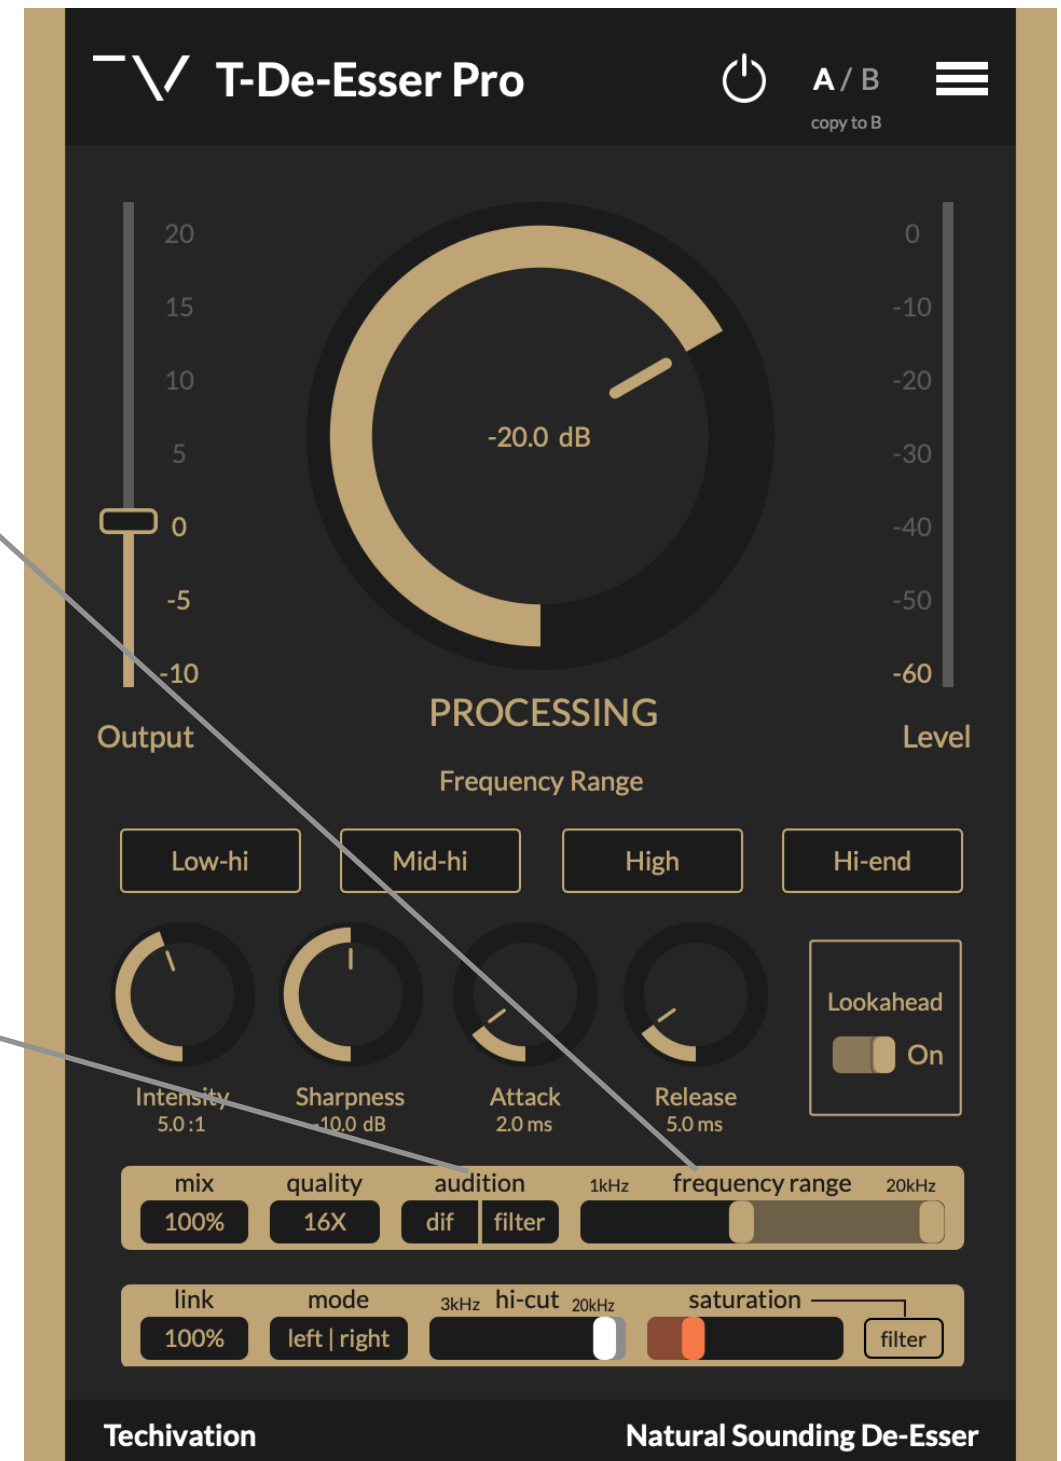 T-De-Esser Pro
A / B
copy to B
20
15
10
5
0
-5
-10
Output
-20.0 dB
PROCESSING
0
-10
-20
-30
-40
-50
-60
Level
Frequency Range
Low-hi
Mid-hi
High
Hi-end
Intensity
5.0 :1
Sharpness
-10.0 dB
Attack
2.0 ms
Release
5.0 ms
Lookahead
On
mix
100%
quality
16X
audition
dif
filter
1kHz
frequency range
20kHz
link
100%
mode
left | right
3kHz
hi-cut
20kHz
saturation
filter
Techivation
Natural Sounding De-Esser